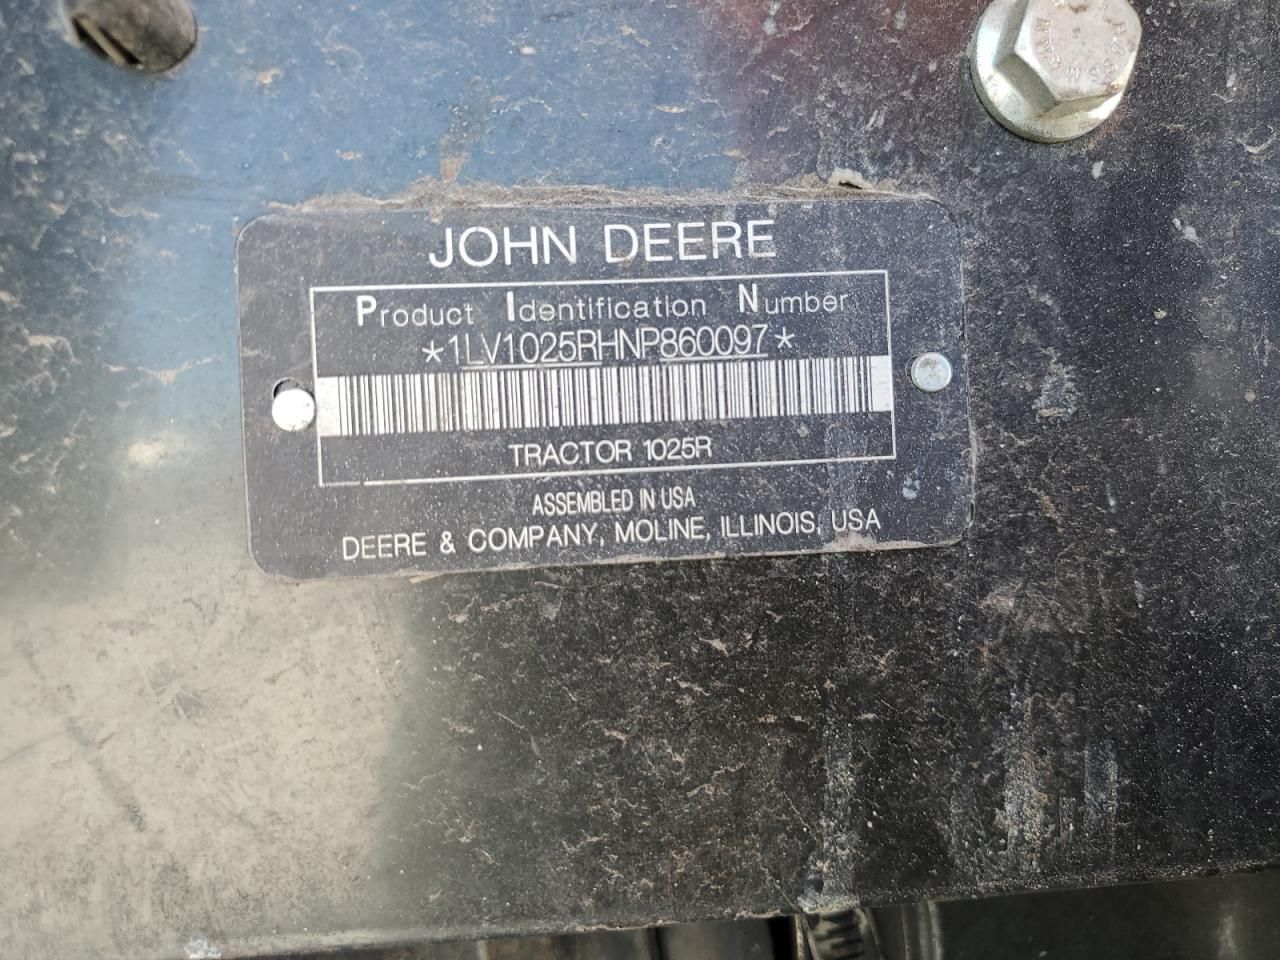 JOHN DEERE
Product Identification Number
*1LV1025RHNP860097*
TRACTOR 1025R
ASSEMBLED IN USA
DEERE & COMPANY, MOLINE, ILLINOIS, USA